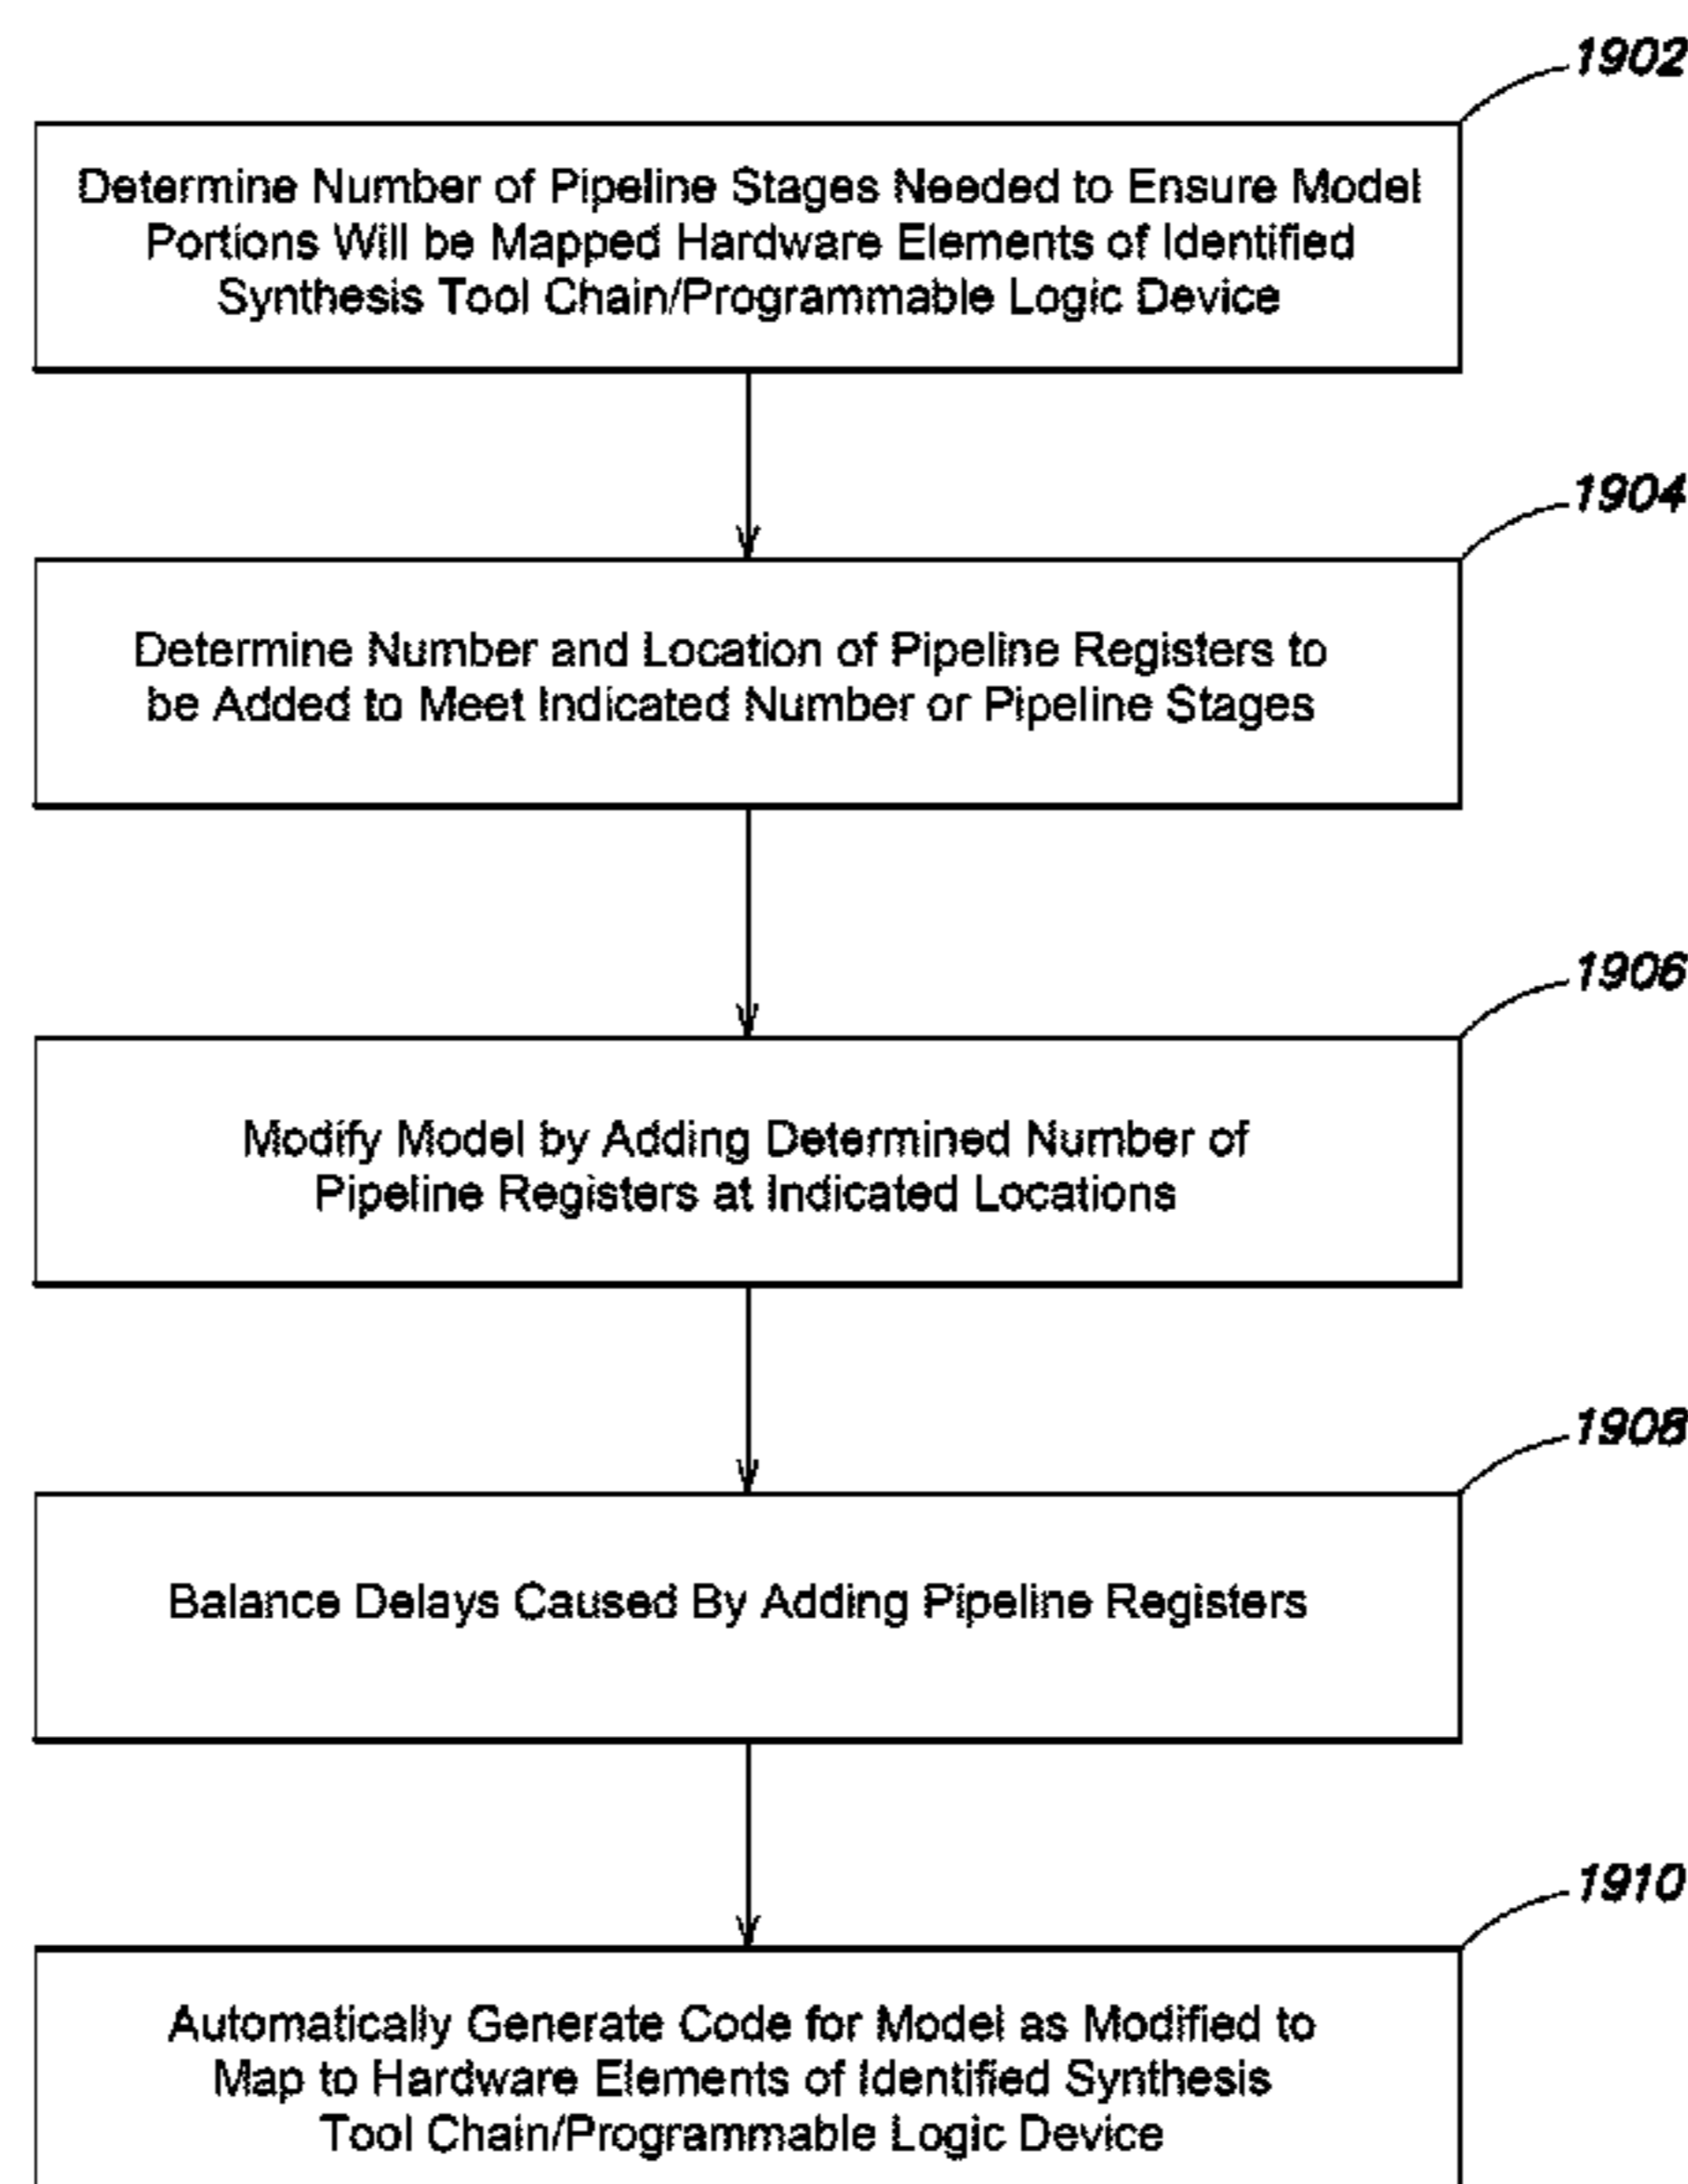 1902
Determine Number of Pipeline Stages Needed to Ensure Model
Portions Will be Mapped Hardware Elements of Identified
Synthesis Tool Chain/Programmable Logic Device
1904
Determine Number and Location of Pipeline Registers to
be Added to Meet Indicated Number or Pipeline Stages
1906
Modify Model by Adding Determined Number of
Pipeline Registers at Indicated Locations
1908
Balance Delays Caused By Adding Pipeline Registers
1910
Automatically Generate Code for Model as Modified to
Map to Hardware Elements of Identified Synthesis
Tool Chain/Programmable Logic Device